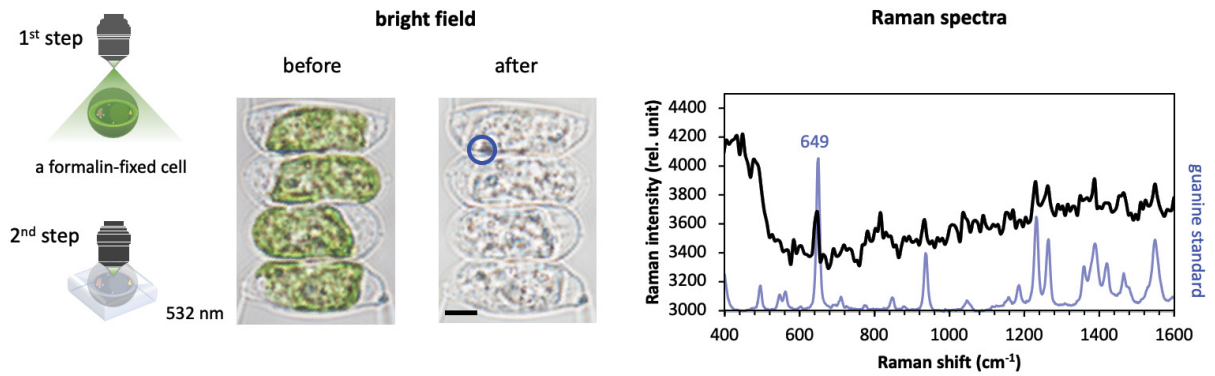 1st step
a formalin-fixed cell
2nd step
532 nm
bright field
before
after
Raman spectra
Raman intensity (rel. unit)
4400
4200
4000
3800
3600
3400
3200
3000
649
guanine standard
400 600 800 1000 1200 1400 1600
Raman shift (cm-1)